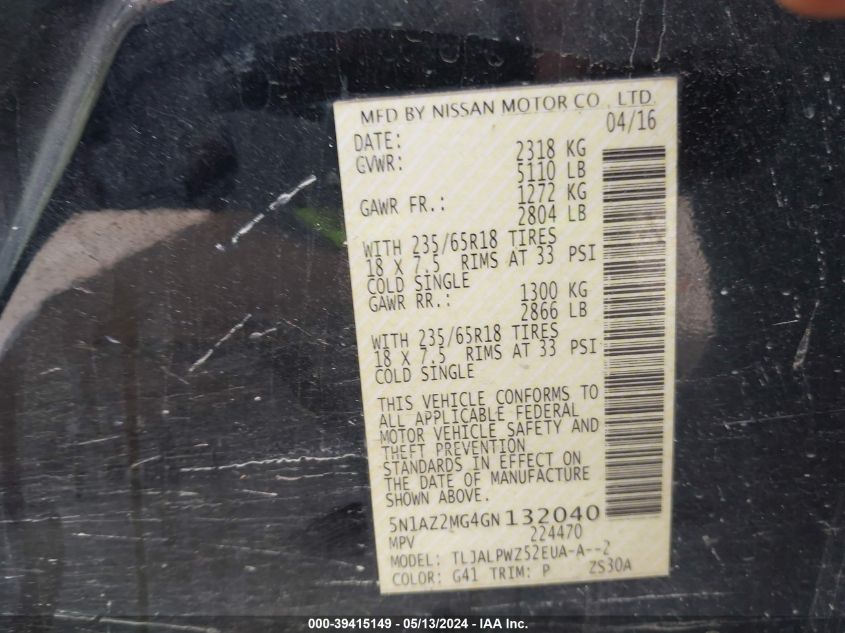 MFD BY NISSAN MOTOR CO., LTD.
DATE: 04/16
GVWR: 2318 KG
5110 LB
GAWR FR.: 1272 KG
2804 LB
WITH 235/65R18 TIRES
18 X 7.5 RIMS AT 33 PSI
COLD SINGLE
GAWR RR.: 1300 KG
2866 LB
WITH 235/65R18 TIRES
18 X 7.5 RIMS AT 33 PSI
COLD SINGLE
THIS VEHICLE CONFORMS TO
ALL APPLICABLE FEDERAL
MOTOR VEHICLE SAFETY AND
THEFT PREVENTION
STANDARDS IN EFFECT ON
THE DATE OF MANUFACTURE
SHOWN ABOVE.
5N1AZ2MG4GN132040
MPV 224470
MODEL: TLJALPWZ52EUA-A--2
COLOR: G41 TRIM: P ZS30A
000-39415149 - 05/13/2024 - IAA Inc.